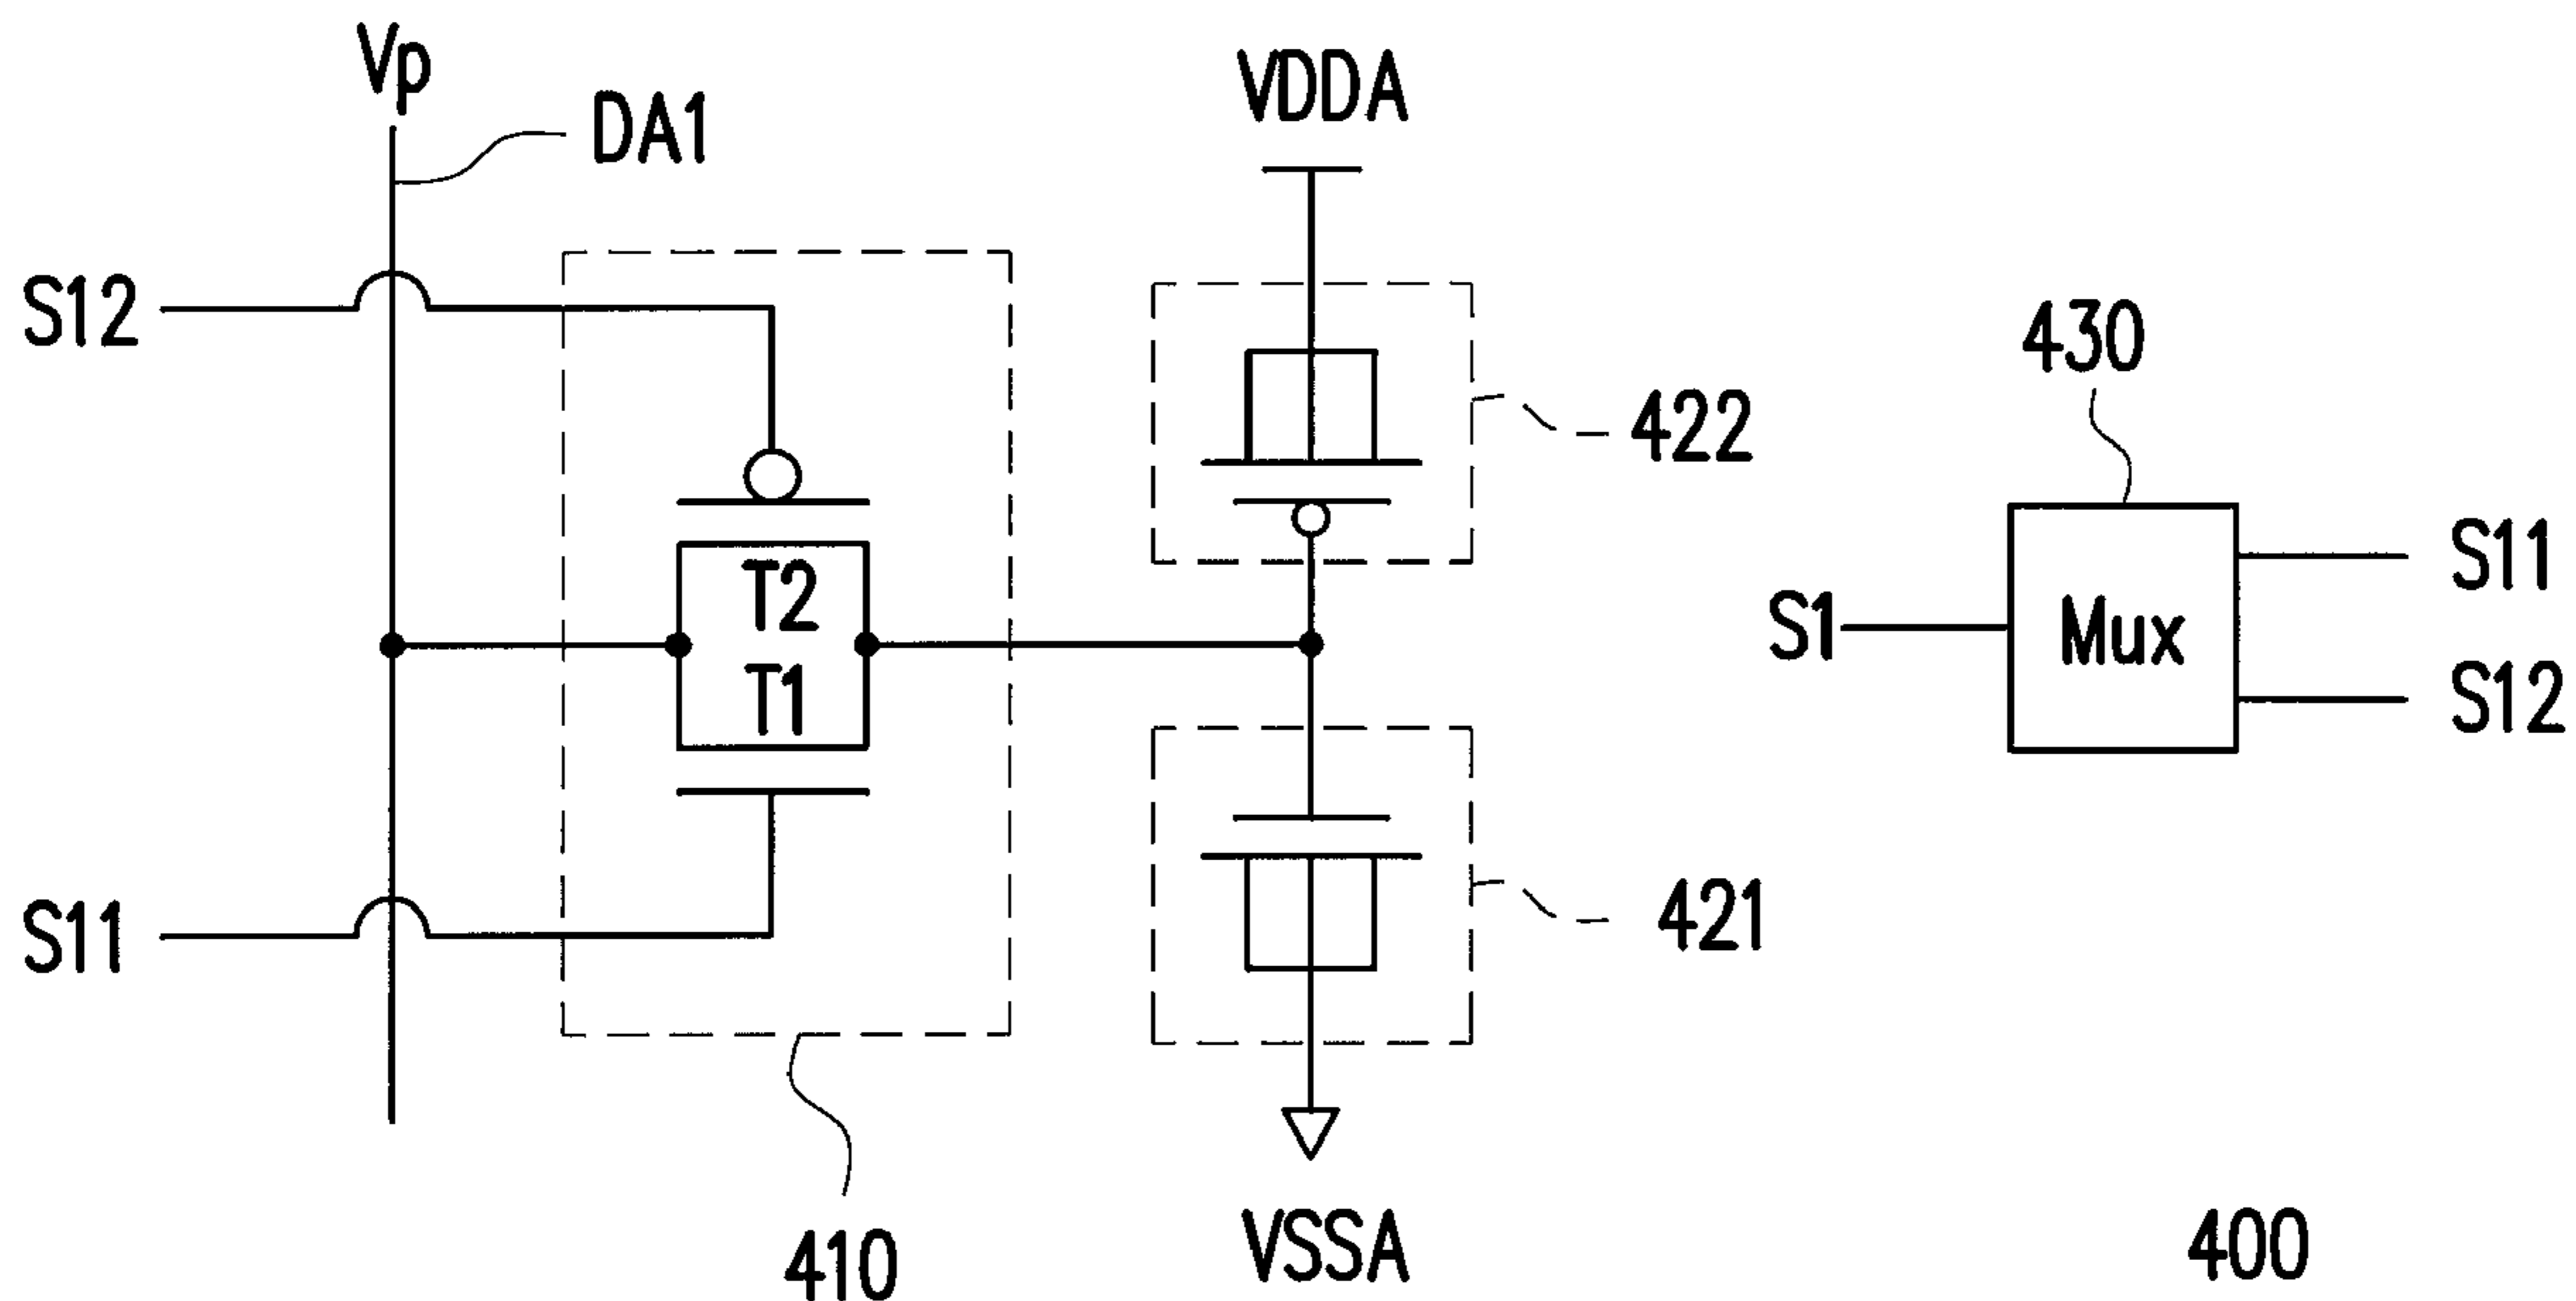 Vp
DA1
VDDA
S12
430
422
S11
T2
S1
Mux
T1
S12
S11
421
410
VSSA
400